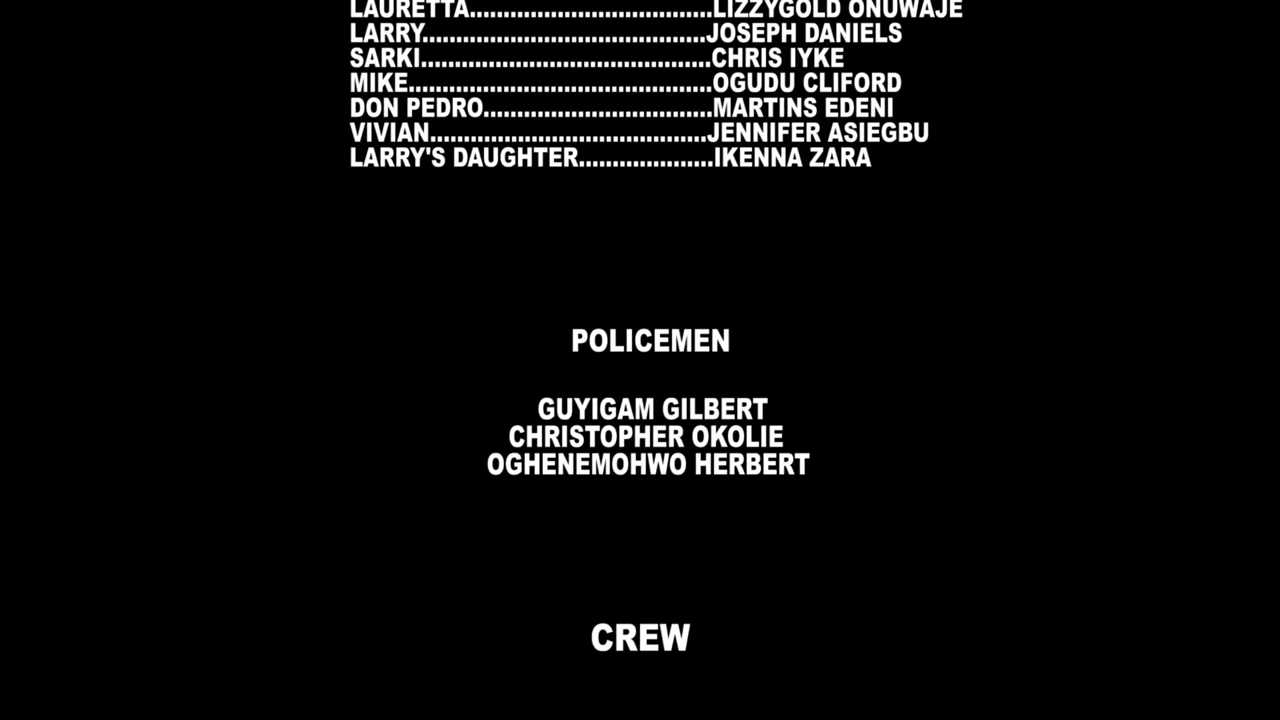 LAURETTA....................................LIZZYGOLD ONUWAJE
LARRY..........................................JOSEPH DANIELS
SARKI...........................................CHRIS IYKE
MIKE.............................................OGUDU CLIFORD
DON PEDRO..................................MARTINS EDENI
VIVIAN.........................................JENNIFER ASIEGBU
LARRY'S DAUGHTER....................IKENNA ZARA
POLICEMEN
GUYIGAM GILBERT
CHRISTOPHER OKOLIE
OGHENEMOHWO HERBERT
CREW